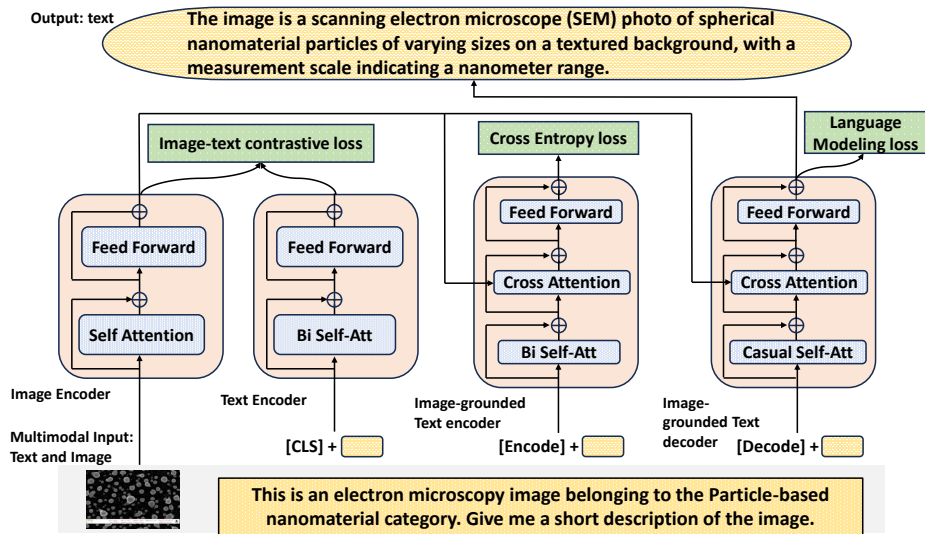 Output: text
The image is a scanning electron microscope (SEM) photo of spherical
nanomaterial particles of varying sizes on a textured background, with a
measurement scale indicating a nanometer range.
Image-text contrastive loss
Cross Entropy loss
Language
Modeling loss
Feed Forward
Feed Forward
Feed Forward
Feed Forward
Cross Attention
Cross Attention
Self Attention
Bi Self-Att
Bi Self-Att
Casual Self-Att
Image Encoder
Text Encoder
Image-grounded
Text encoder
Image-
grounded Text
decoder
Multimodal Input:
Text and Image
[CLS] +
[Encode] +
[Decode] +
This is an electron microscopy image belonging to the Particle-based
nanomaterial category. Give me a short description of the image.